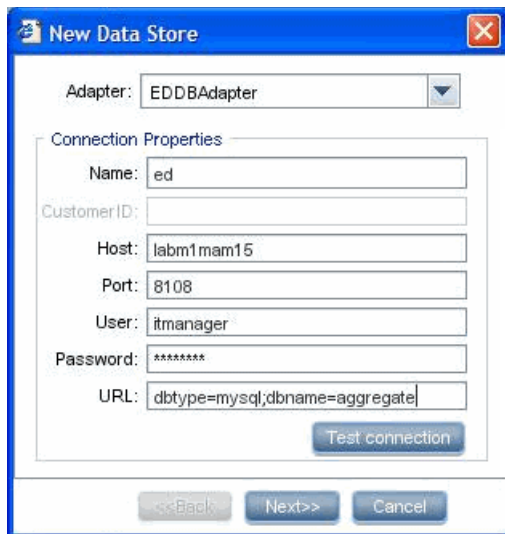 New Data Store
Adapter: EDDBAdapter
Connection Properties
Name: ed
CustomerID:
Host: labm1mam15
Port: 8108
User: itmanager
Password: ********
URL: dbtype=mysql;dbname=aggregate
Test connection
<<Back Next>> Cancel